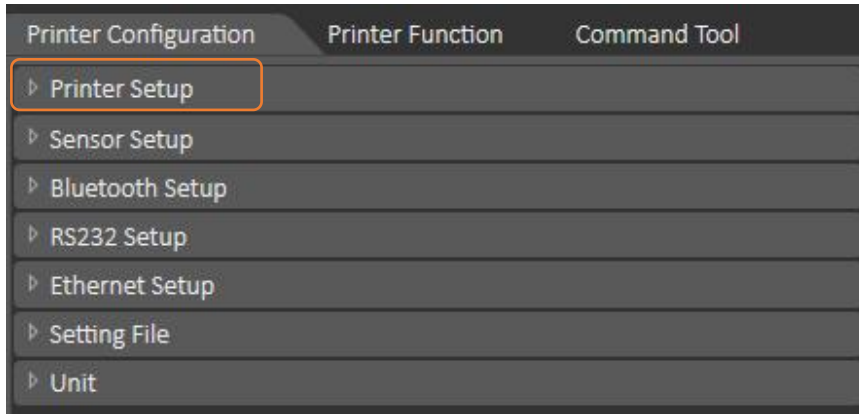 Printer Configuration Printer Function Command Tool
Printer Setup
Sensor Setup
Bluetooth Setup
RS232 Setup
Ethernet Setup
Setting File
Unit